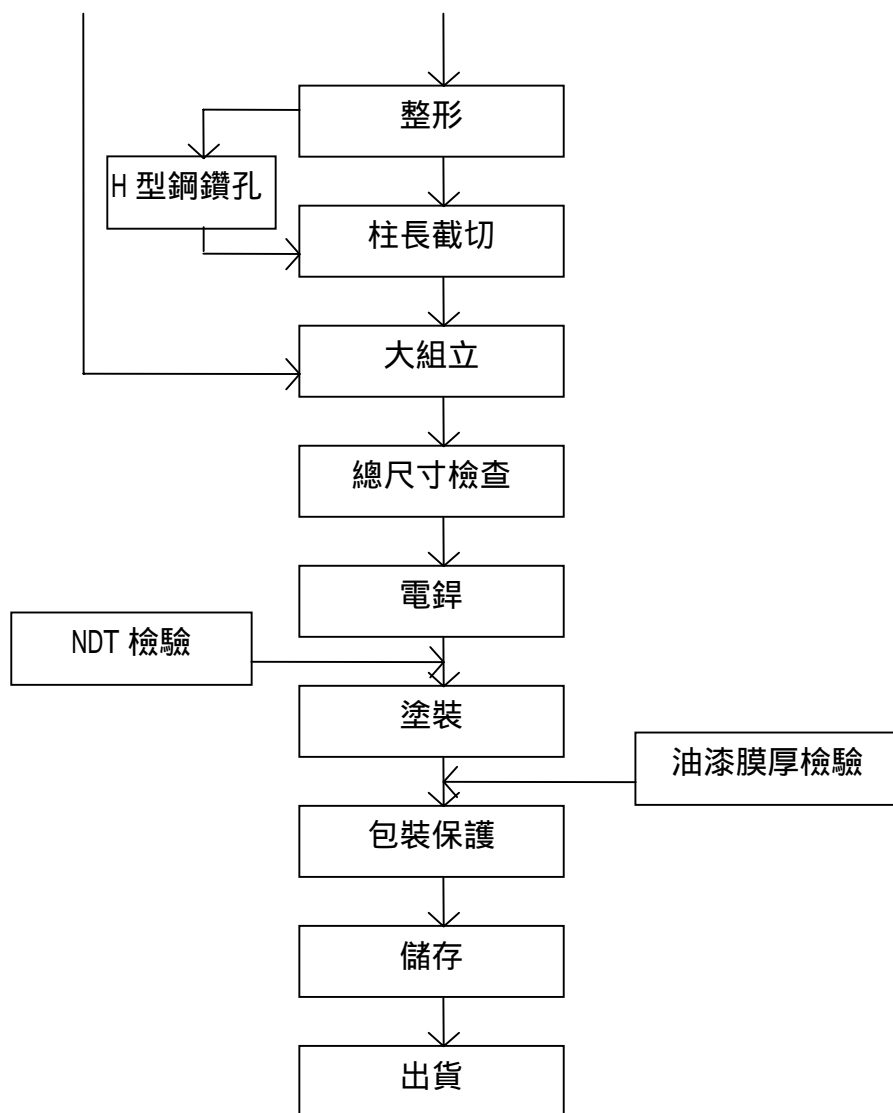 整形
H 型鋼鑽孔
柱長截切
大組立
總尺寸檢查
電銲
NDT 檢驗
塗裝
油漆膜厚檢驗
包裝保護
儲存
出貨